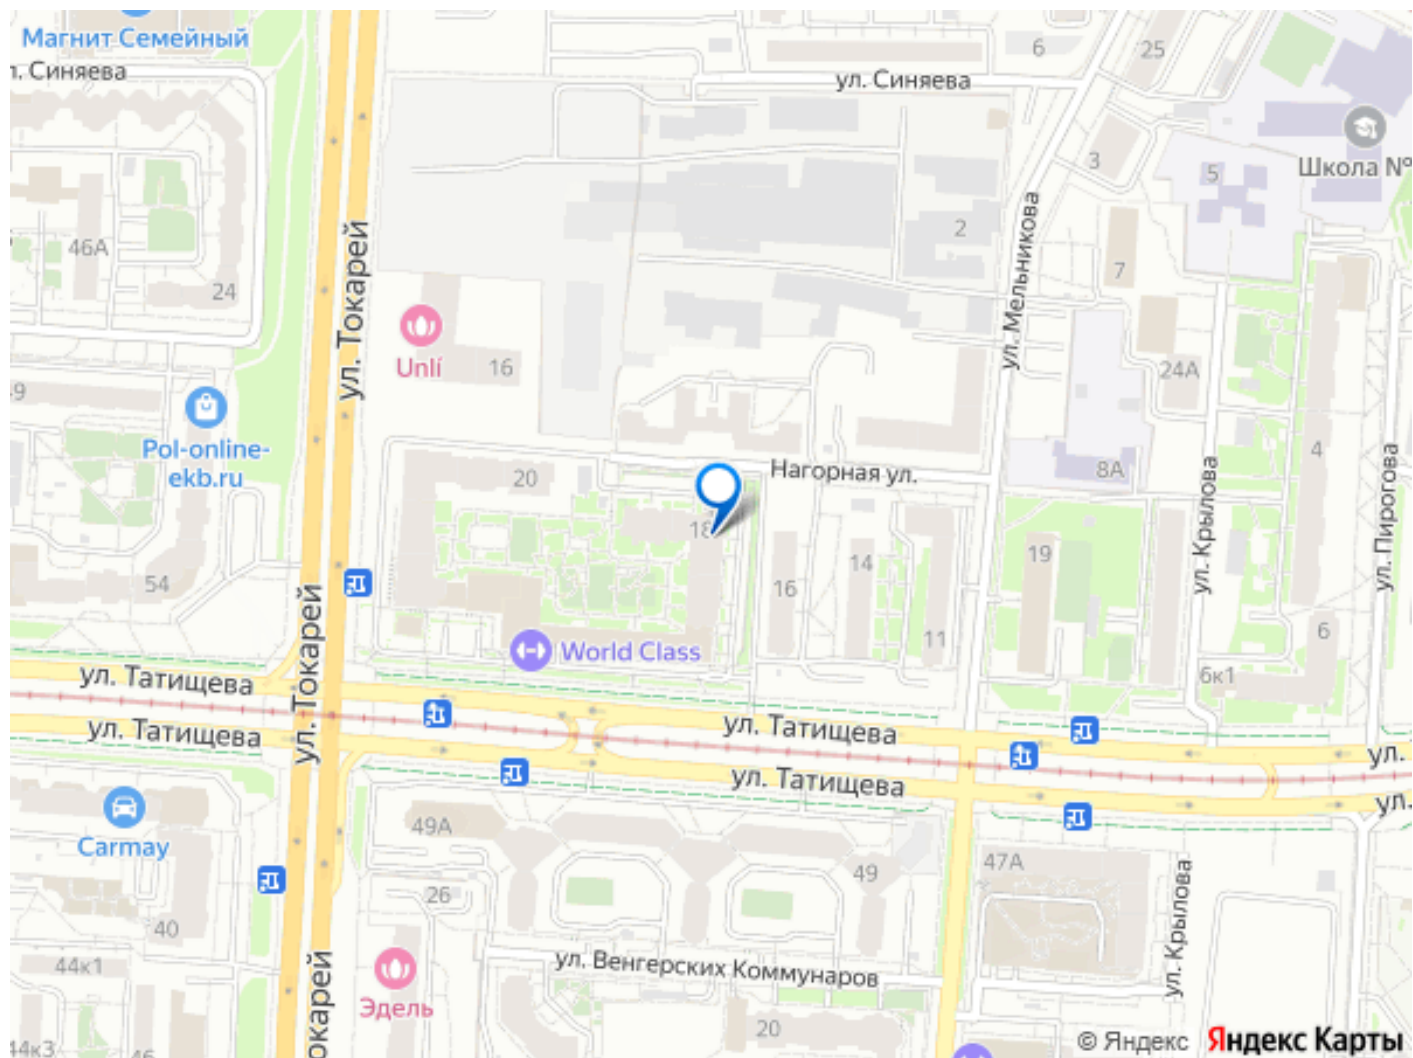 Магнит Семейный
л. Синяева
ул. Синяева
6
25
Школа №
3
5
46А
2
7
24
ул. Токарей
ул. Мельникова
Unlí
16
24А
9
Pol-online-
ekb.ru
4
Нагорная ул.
8А
20
18
ул. Крылова
ул. Пирогова
54
16
14
19
11
6
World Class
6к1
ул. Токарей
ул. Татищева
ул. Татищева
ул. Татищева
ул. Татищева
ул.
ул.
Carmay
49А
49
47А
26
40
ул. Крылова
44к1
ул. Венгерских Коммунаров
Эдель
окарей
20
44к3
46
© Яндекс
Яндекс Карты